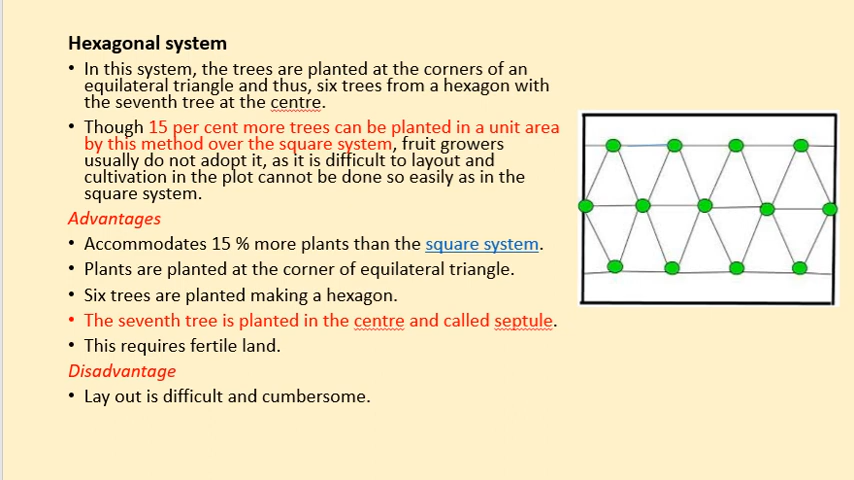 Hexagonal system
• In this system, the trees are planted at the corners of an
equilateral triangle and thus, six trees from a hexagon with
the seventh tree at the centre.
• Though 15 per cent more trees can be planted in a unit area
by this method over the square system, fruit growers
usually do not adopt it, as it is difficult to layout and
cultivation in the plot cannot be done so easily as in the
square system.
Advantages
• Accommodates 15 % more plants than the square system.
• Plants are planted at the corner of equilateral triangle.
• Six trees are planted making a hexagon.
• The seventh tree is planted in the centre and called septule.
• This requires fertile land.
Disadvantage
• Lay out is difficult and cumbersome.